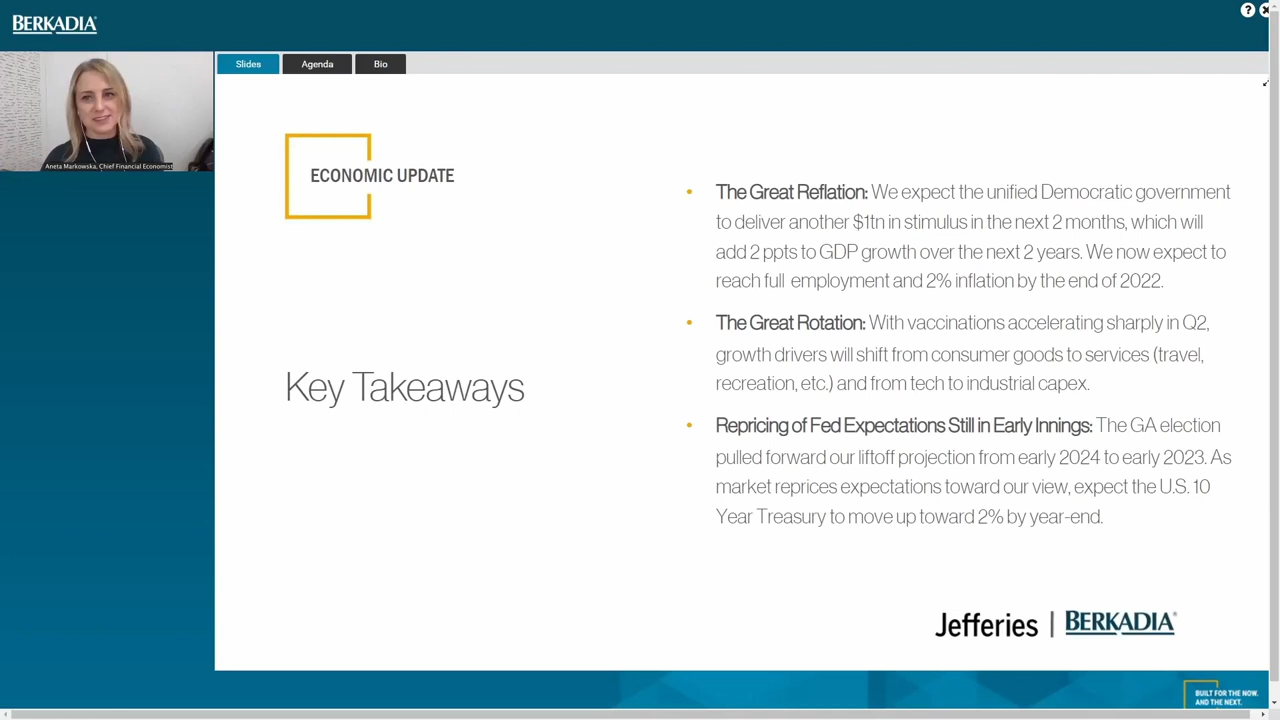 BERKADIA
Slides
Agenda
Bio
Aneta Markowska, Chief Financial Economist
ECONOMIC UPDATE
Key Takeaways
• The Great Reflation: We expect the unified Democratic government
to deliver another $1tn in stimulus in the next 2 months, which will
add 2 ppts to GDP growth over the next 2 years. We now expect to
reach full employment and 2% inflation by the end of 2022.
• The Great Rotation: With vaccinations accelerating sharply in Q2,
growth drivers will shift from consumer goods to services (travel,
recreation, etc.) and from tech to industrial capex.
• Repricing of Fed Expectations Still in Early Innings: The GA election
pulled forward our liftoff projection from early 2024 to early 2023. As
market reprices expectations toward our view, expect the U.S. 10
Year Treasury to move up toward 2% by year-end.
Jefferies | BERKADIA®
BUILT FOR THE NOW.
AND THE NEXT.